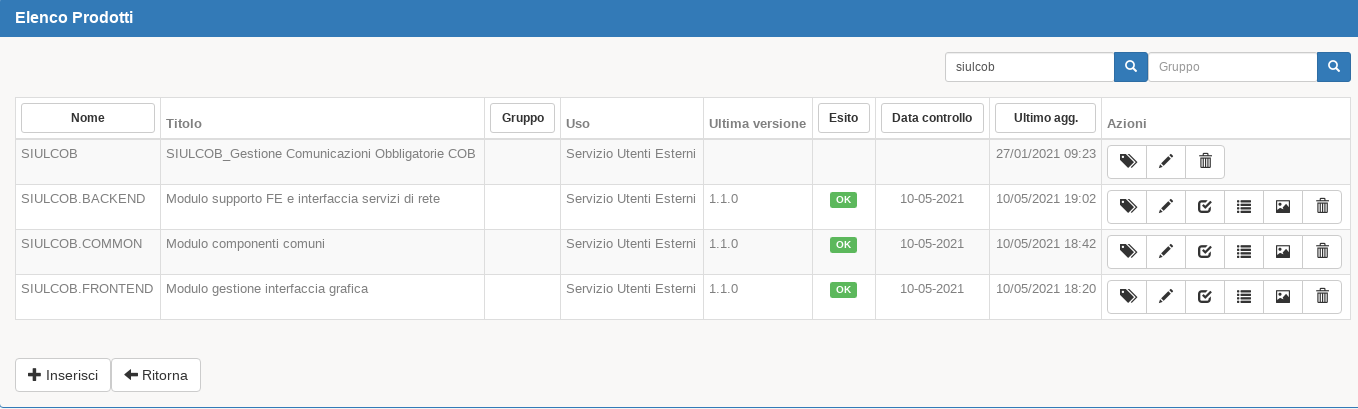 Elenco Prodotti
siulcob Gruppo
Nome Titolo Gruppo Uso Ultima versione Esito Data controllo Ultimo agg. Azioni
SIULCOB SIULCOB_Gestione Comunicazioni Obbligatorie COB Servizio Utenti Esterni 27/01/2021 09:23
SIULCOB.BACKEND Modulo supporto FE e interfaccia servizi di rete Servizio Utenti Esterni 1.1.0 OK 10-05-2021 10/05/2021 19:02
SIULCOB.COMMON Modulo componenti comuni Servizio Utenti Esterni 1.1.0 OK 10-05-2021 10/05/2021 18:42
SIULCOB.FRONTEND Modulo gestione interfaccia grafica Servizio Utenti Esterni 1.1.0 OK 10-05-2021 10/05/2021 18:20
Inserisci Ritorna